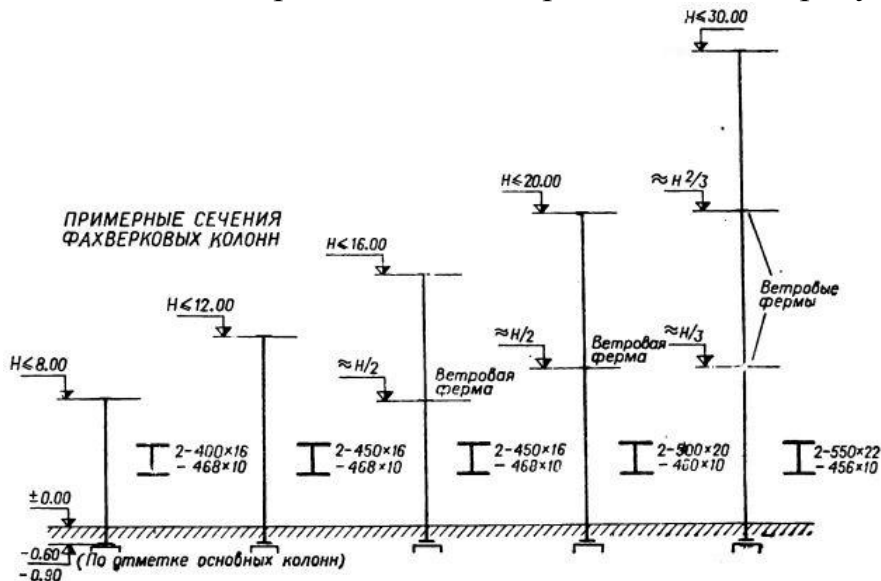 H≤30.00
H≤20.00
≈H 2/3
ПРИМЕРНЫЕ СЕЧЕНИЯ
ФАХВЕРКОВЫХ КОЛОНН
H≤16.00
Ветровые
фермы
H≤12.00
≈H/2
Ветровая
ферма
≈H/3
H≤8.00
≈H/2
Ветровая
ферма
2-400×16
-468×10
2-450×16
-468×10
2-450×16
-468×10
2-500×20
-460×10
2-550×22
-456×10
±0.00
-0.60
-0.90
(По отметке основных колонн)